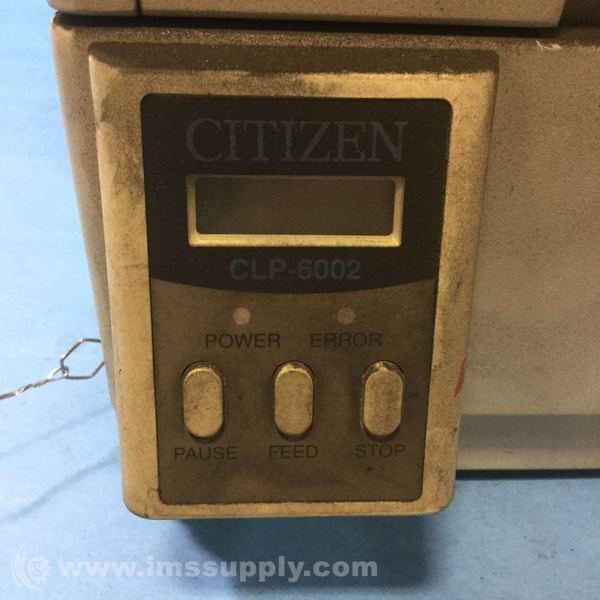 CITIZEN
CLP-6002
POWER ERROR
PAUSE FEED STOP
www.imssupply.com